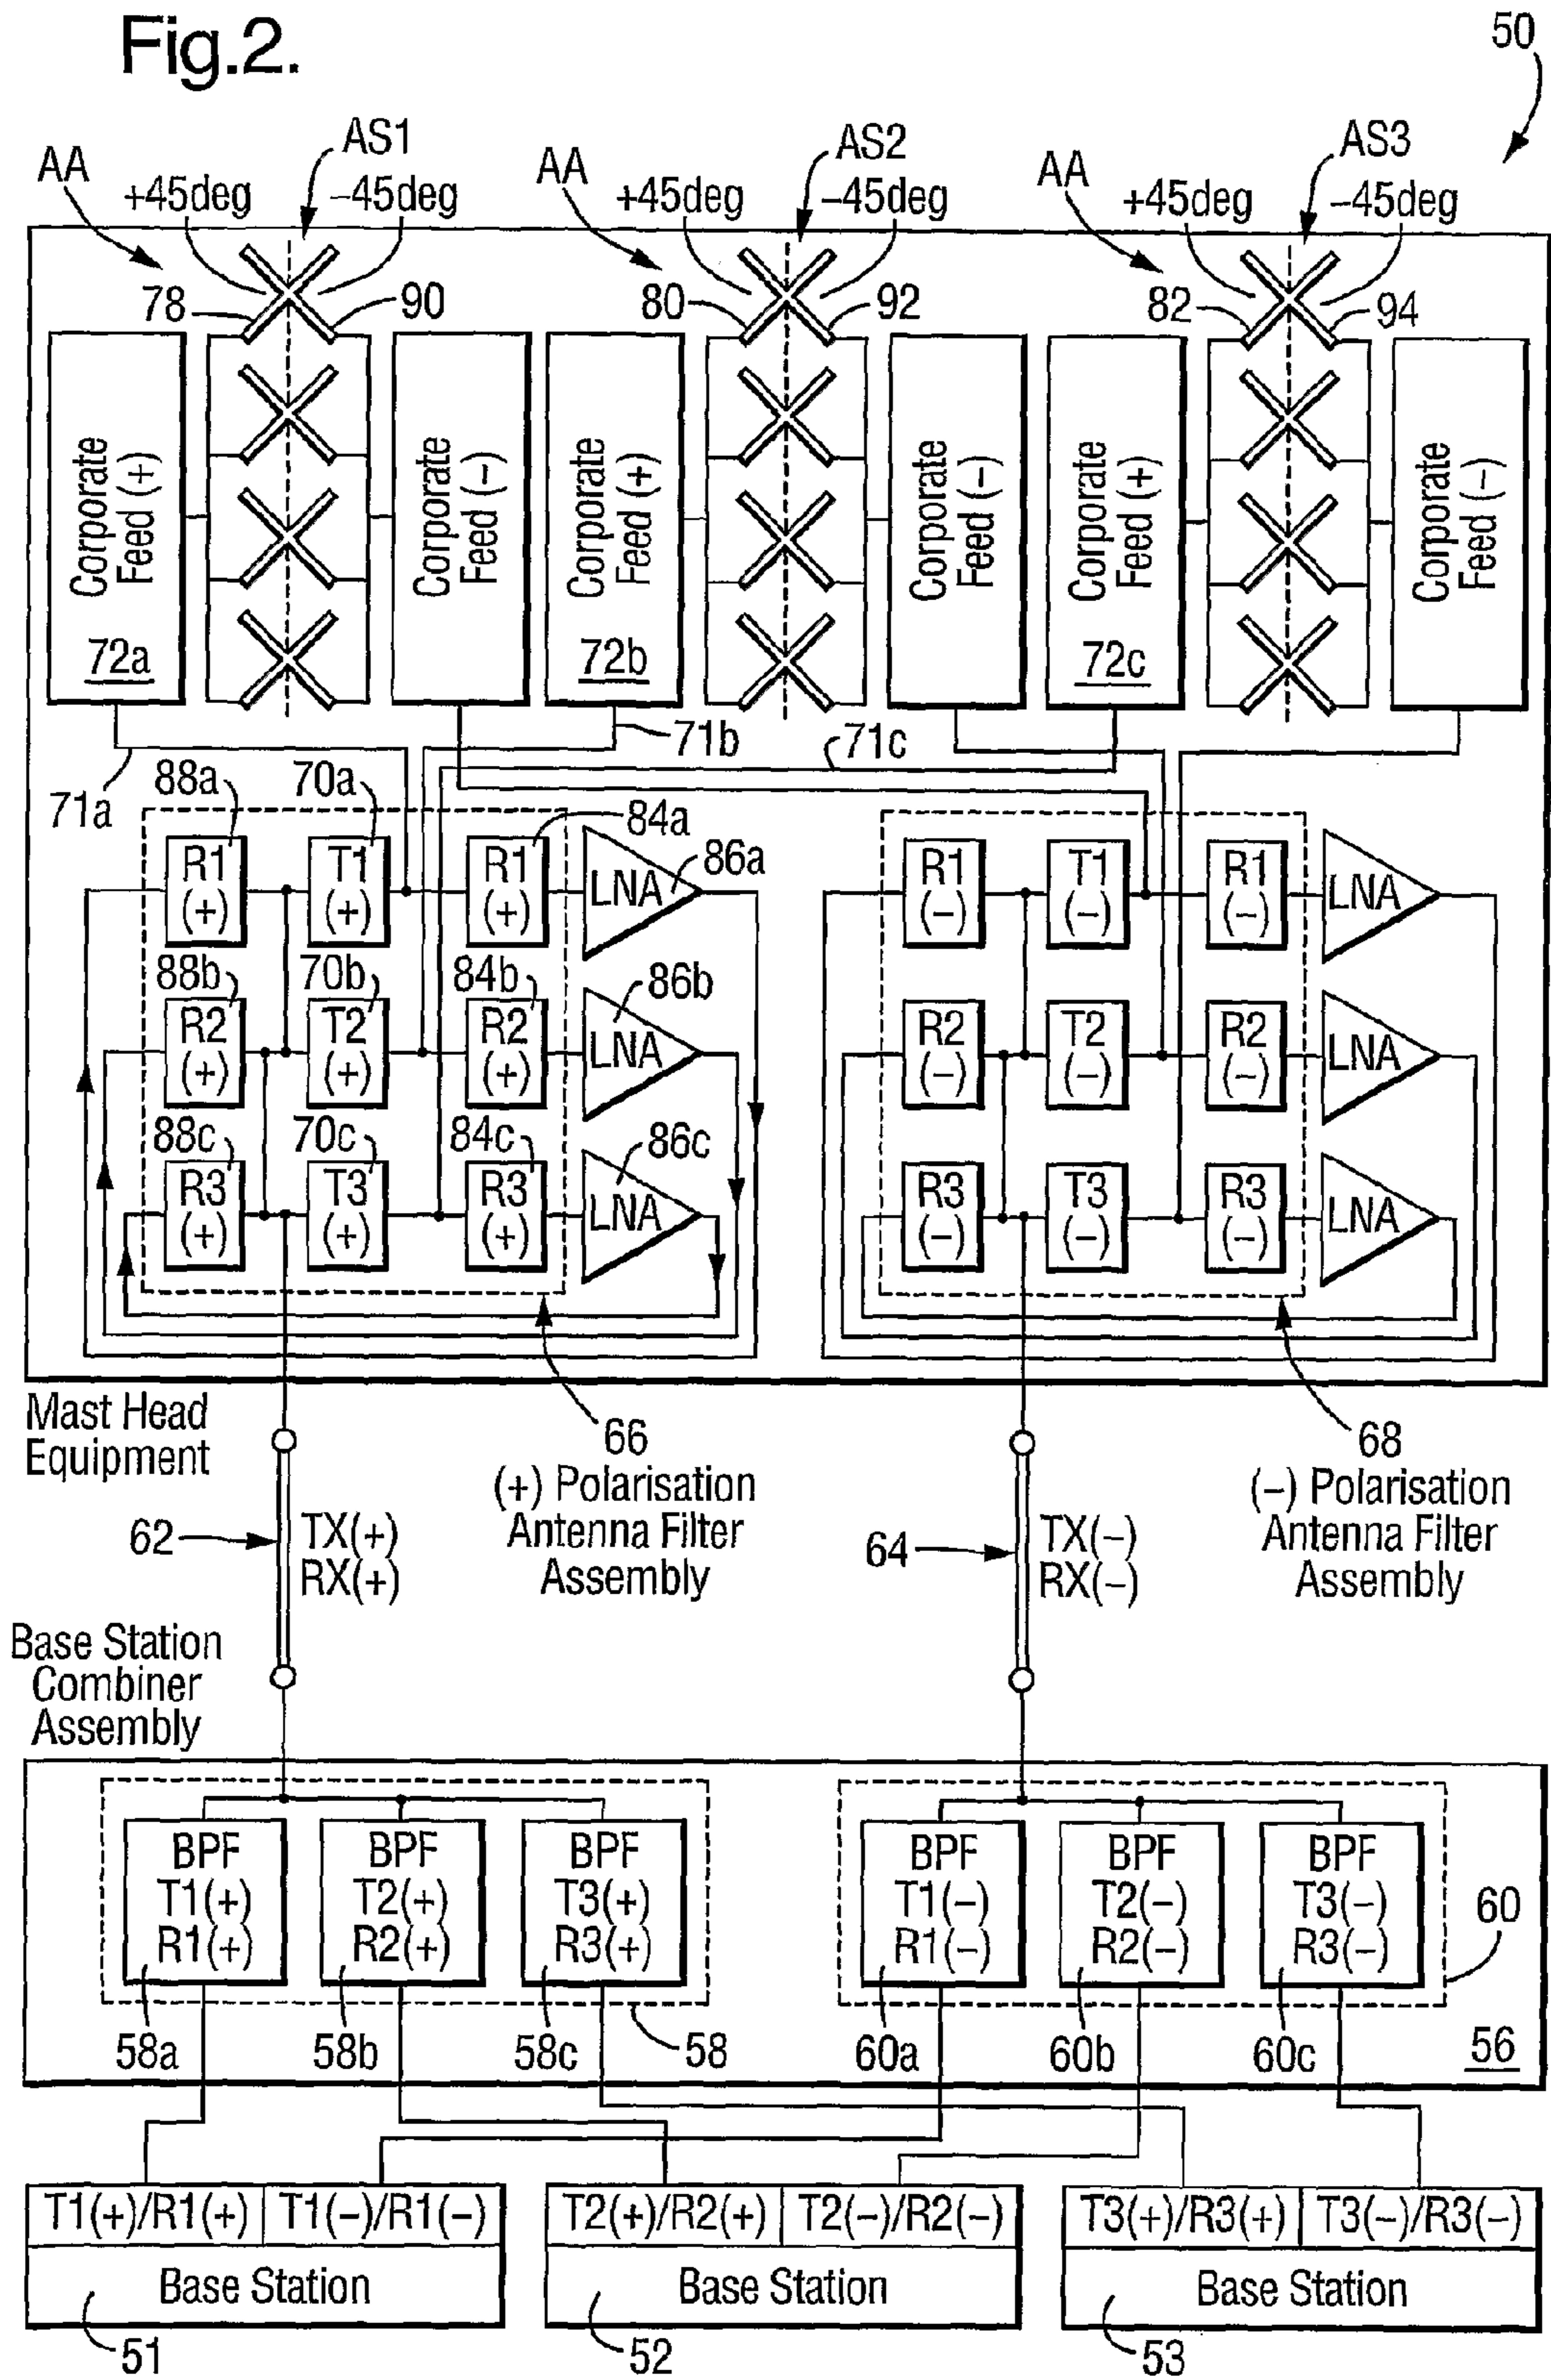 Fig.2.
50
AS1
AS2
AS3
AA
AA
AA
+45deg
–45deg
+45deg
–45deg
+45deg
–45deg
78
90
80
92
82
94
Corporate
Feed (+)
72a
Corporate
Feed (–)
Corporate
Feed (+)
72b
Corporate
Feed (–)
Corporate
Feed (+)
72c
Corporate
Feed (–)
71a
71b
71c
88a
70a
84a
86a
R1
(+)
T1
(+)
R1
(+)
LNA
R1
(–)
T1
(–)
R1
(–)
LNA
88b
70b
84b
86b
R2
(+)
T2
(+)
R2
(+)
LNA
R2
(–)
T2
(–)
R2
(–)
LNA
88c
70c
84c
86c
R3
(+)
T3
(+)
R3
(+)
LNA
R3
(–)
T3
(–)
R3
(–)
LNA
Mast Head
Equipment
66
(+) Polarisation
Antenna Filter
Assembly
68
(–) Polarisation
Antenna Filter
Assembly
62
TX(+)
RX(+)
64
TX(–)
RX(–)
Base Station
Combiner
Assembly
BPF
T1(+)
R1(+)
BPF
T2(+)
R2(+)
BPF
T3(+)
R3(+)
BPF
T1(–)
R1(–)
BPF
T2(–)
R2(–)
BPF
T3(–)
R3(–)
60
58a
58b
58c
58
60a
60b
60c
56
T1(+)/R1(+)
T1(–)/R1(–)
T2(+)/R2(+)
T2(–)/R2(–)
T3(+)/R3(+)
T3(–)/R3(–)
Base Station
Base Station
Base Station
51
52
53